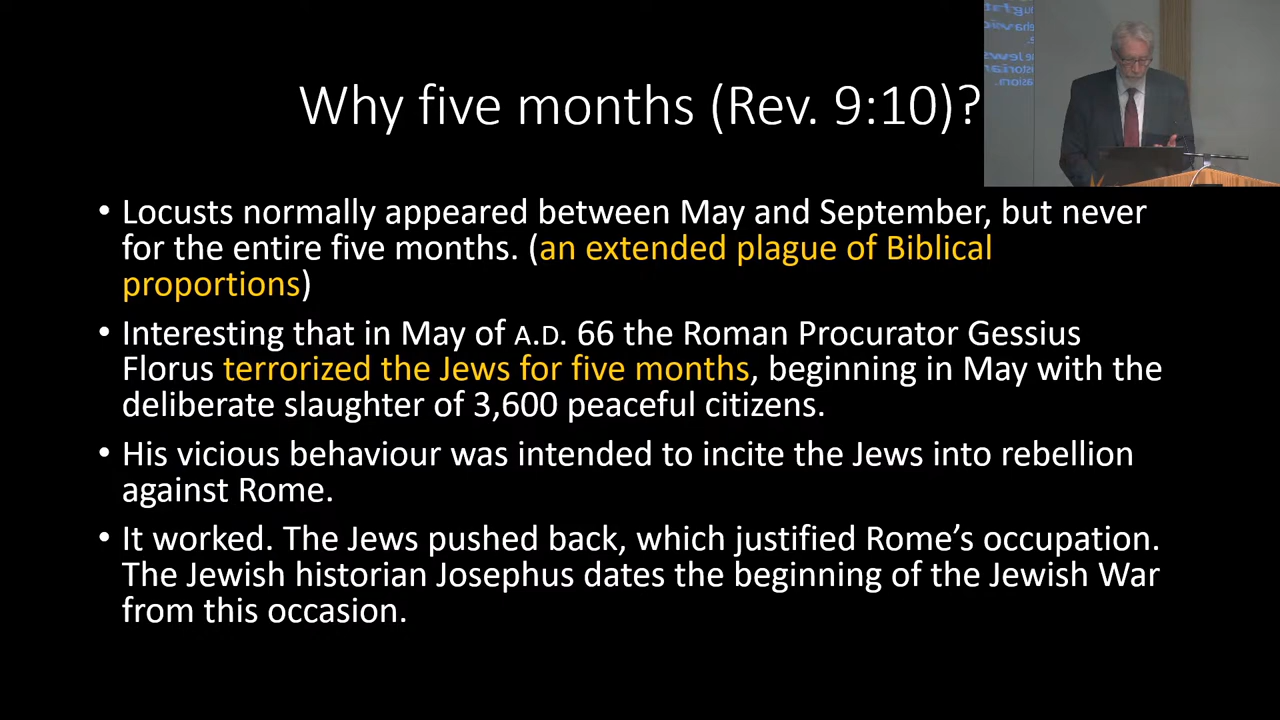 Why five months (Rev. 9:10)?
• Locusts normally appeared between May and September, but never
for the entire five months. (an extended plague of Biblical
proportions)
• Interesting that in May of A.D. 66 the Roman Procurator Gessius
Florus terrorized the Jews for five months, beginning in May with the
deliberate slaughter of 3,600 peaceful citizens.
• His vicious behaviour was intended to incite the Jews into rebellion
against Rome.
• It worked. The Jews pushed back, which justified Rome’s occupation.
The Jewish historian Josephus dates the beginning of the Jewish War
from this occasion.